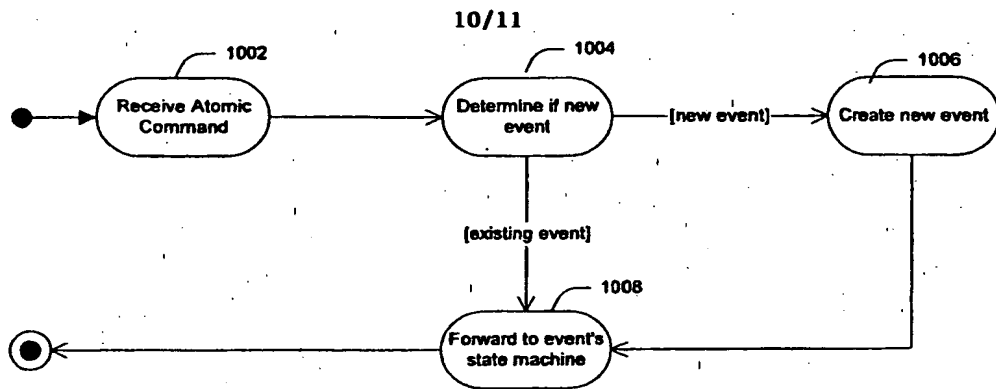 10/11
1002
Receive Atomic
Command
1004
Determine if new
event
[new event]
1006
Create new event
[existing event]
1008
Forward to event's
state machine